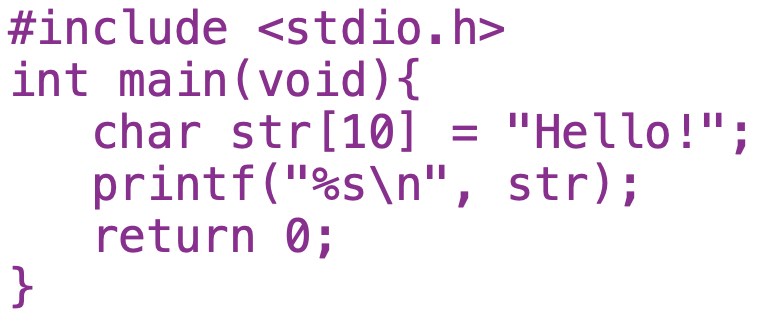 #include <stdio.h>
int main(void){
   char str[10] = "Hello!";
   printf("%s\n", str);
   return 0;
}